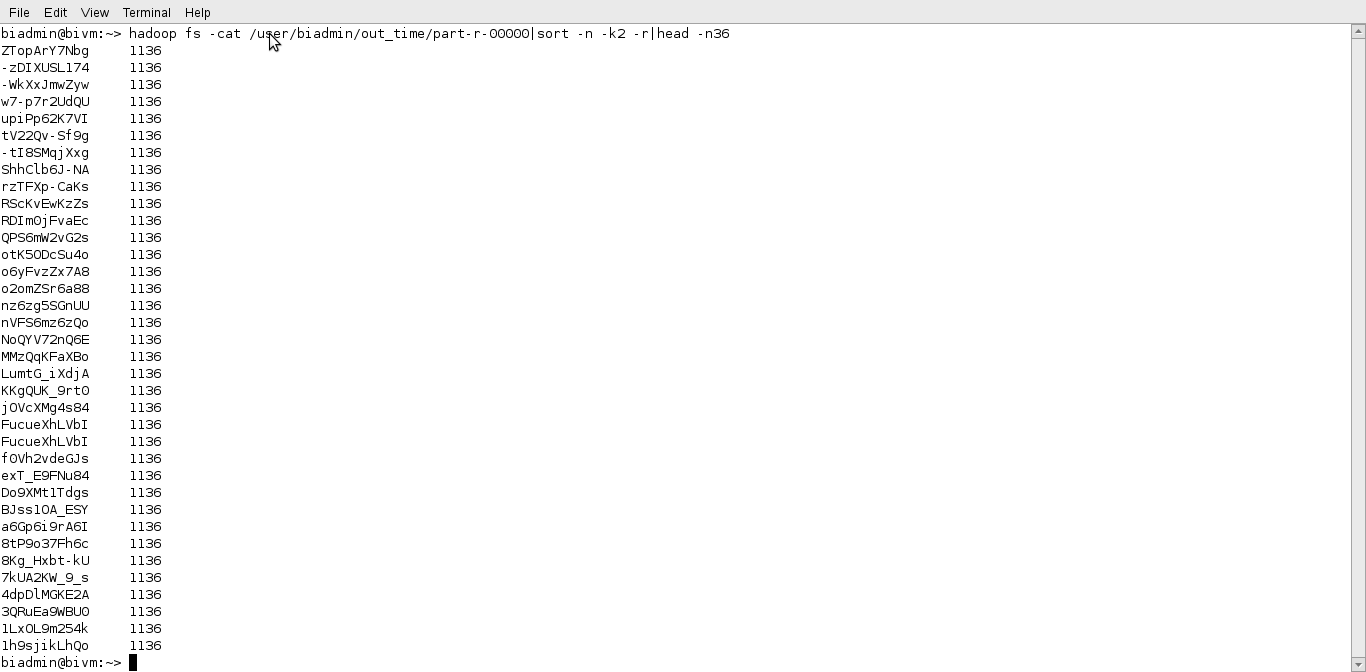 File Edit View Terminal Help
biadmin@bivm:~> hadoop fs -cat /user/biadmin/out_time/part-r-00000|sort -n -k2 -r|head -n36
ZTopArY7Nbg 1136
-zDIXUSL174 1136
-WkXxJmwZyw 1136
w7-p7r2UdQU 1136
upiPp62K7VI 1136
tV22Qv-Sf9g 1136
-tI8SMqjXxg 1136
ShhClb6J-NA 1136
rzTFXp-CaKs 1136
RScKvEwKzZs 1136
RDIm0jFvaEc 1136
QPS6mW2vG2s 1136
otK5ODcSu4o 1136
o6yFvzZx7A8 1136
o2omZSr6a88 1136
nz6zg5SGnUU 1136
nVFS6mz6zQo 1136
NoQYV72nQ6E 1136
MMzQqKFaXBo 1136
LumtG_iXdjA 1136
KKgQUK_9rt0 1136
jOVcXMg4s84 1136
FucueXhLVbI 1136
FucueXhLVbI 1136
f0Vh2vdeGJs 1136
exT_E9FNu84 1136
Do9XMt1Tdgs 1136
BJss10A_ESY 1136
a6Gp6i9rA6I 1136
8tP9o37Fh6c 1136
8Kg_Hxbt-kU 1136
7kUA2KW_9_s 1136
4dpDlMGKE2A 1136
3QRuEa9WBU0 1136
1LxOL9m254k 1136
1h9sjikLhQo 1136
biadmin@bivm:~>